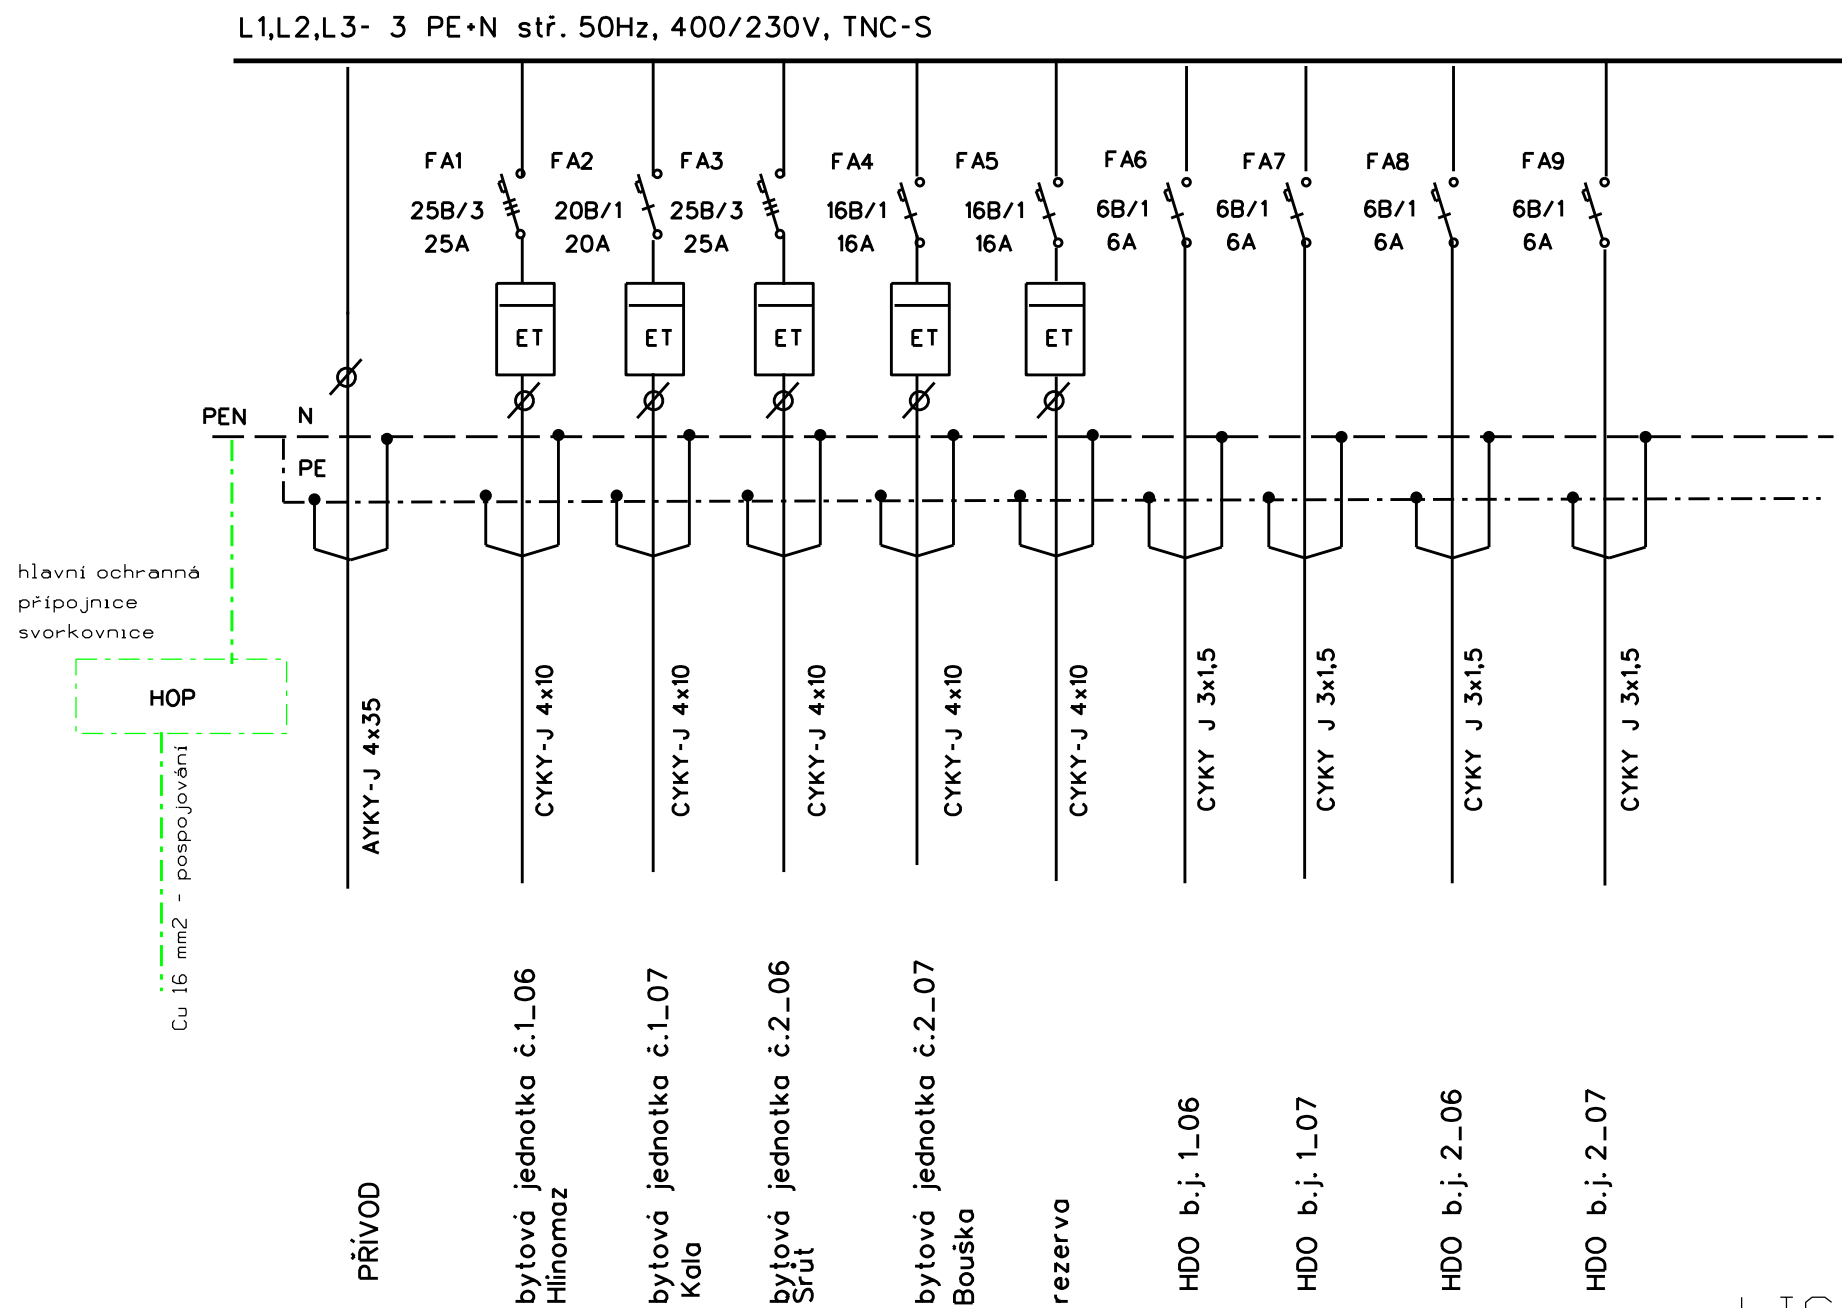 L1,L2,L3- 3 PE+N stř. 50Hz, 400/230V, TNC-S
FA1
25B/3
25A
FA2
20B/1
20A
FA3
25B/3
25A
FA4
16B/1
16A
FA5
16B/1
16A
FA6
6B/1
6A
FA7
6B/1
6A
FA8
6B/1
6A
FA9
6B/1
6A
ET
ET
ET
ET
ET
PEN
N
PE
hlavní ochranná
přípojnice
svorkovnice
HOP
Cu 16 mm2 - pospojování
AYKY-J 4x35
CYKY-J 4x10
CYKY-J 4x10
CYKY-J 4x10
CYKY-J 4x10
CYKY-J 4x10
CYKY J 3x1,5
CYKY J 3x1,5
CYKY J 3x1,5
CYKY J 3x1,5
PŘÍVOD
bytová jednotka č.1_06
Hlinomaz
bytová jednotka č.1_07
Kala
bytová jednotka č.2_06
Srút
bytová jednotka č.2_07
Bouška
rezerva
HDO b.j. 1_06
HDO b.j. 1_07
HDO b.j. 2_06
HDO b.j. 2_07